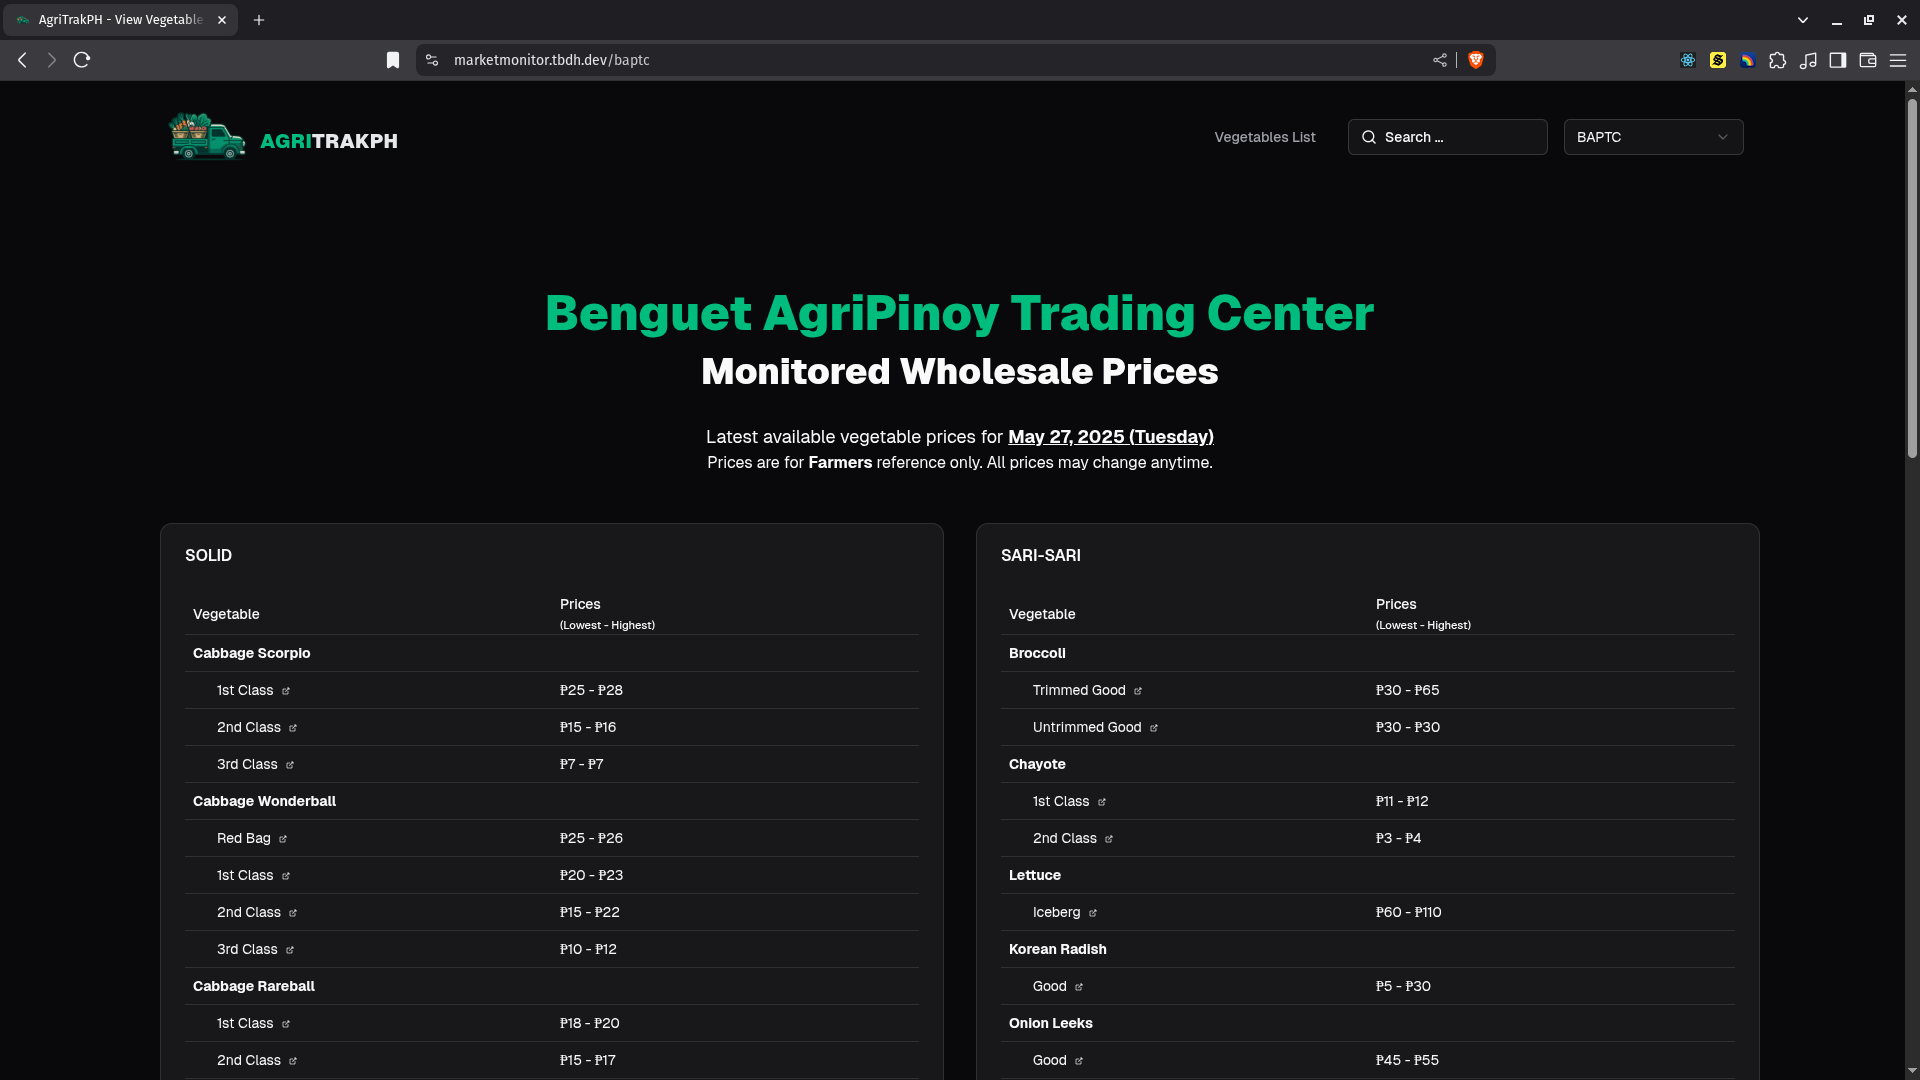 AgriTrakPH - View Vegetable
marketmonitor.tbdh.dev/baptc
AGRITRAKPH
Vegetables List
Search ...
BAPTC
Benguet AgriPinoy Trading Center
Monitored Wholesale Prices
Latest available vegetable prices for May 27, 2025 (Tuesday)
Prices are for Farmers reference only. All prices may change anytime.
SOLID
Vegetable
Prices
(Lowest - Highest)
Cabbage Scorpio
1st Class ₱25 - ₱28
2nd Class ₱15 - ₱16
3rd Class ₱7 - ₱7
Cabbage Wonderball
Red Bag ₱25 - ₱26
1st Class ₱20 - ₱23
2nd Class ₱15 - ₱22
3rd Class ₱10 - ₱12
Cabbage Rareball
1st Class ₱18 - ₱20
2nd Class ₱15 - ₱17
SARI-SARI
Vegetable
Prices
(Lowest - Highest)
Broccoli
Trimmed Good ₱30 - ₱65
Untrimmed Good ₱30 - ₱30
Chayote
1st Class ₱11 - ₱12
2nd Class ₱3 - ₱4
Lettuce
Iceberg ₱60 - ₱110
Korean Radish
Good ₱5 - ₱30
Onion Leeks
Good ₱45 - ₱55